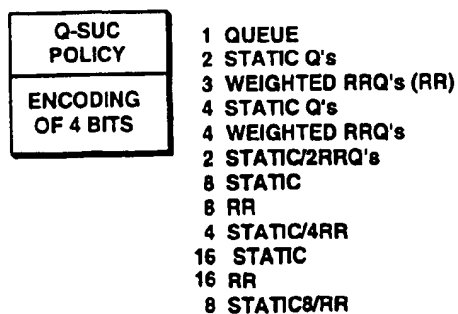 Q-SUC
POLICY
ENCODING
OF 4 BITS
1 QUEUE
2 STATIC Q's
3 WEIGHTED RRQ's (RR)
4 STATIC Q's
4 WEIGHTED RRQ's
2 STATIC/2RRQ's
8 STATIC
8 RR
4 STATIC/4RR
16 STATIC
16 RR
8 STATIC8/RR